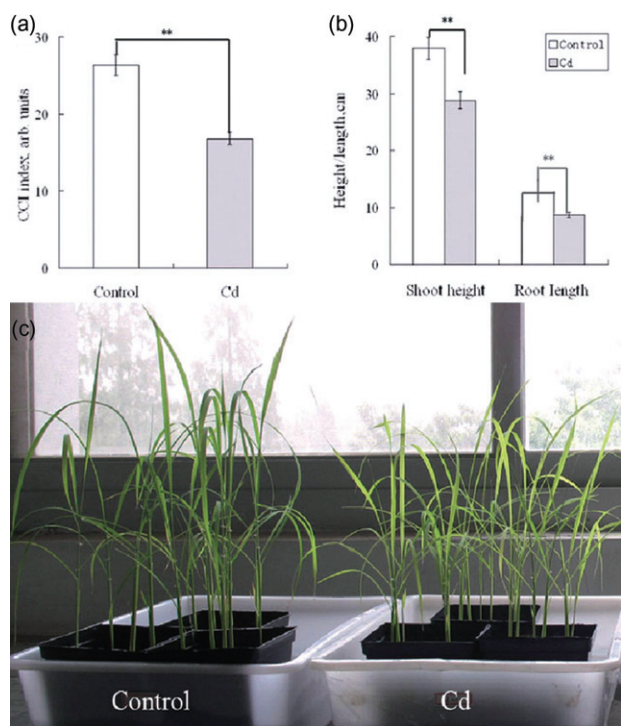 (a)
**
30
20
10
0
CCI index, arb. units
Control
Cd
(b)
**
Control
Cd
40
30
20
10
0
**
Height/length.cm
Shoot height
Root length
(c)
Control
Cd